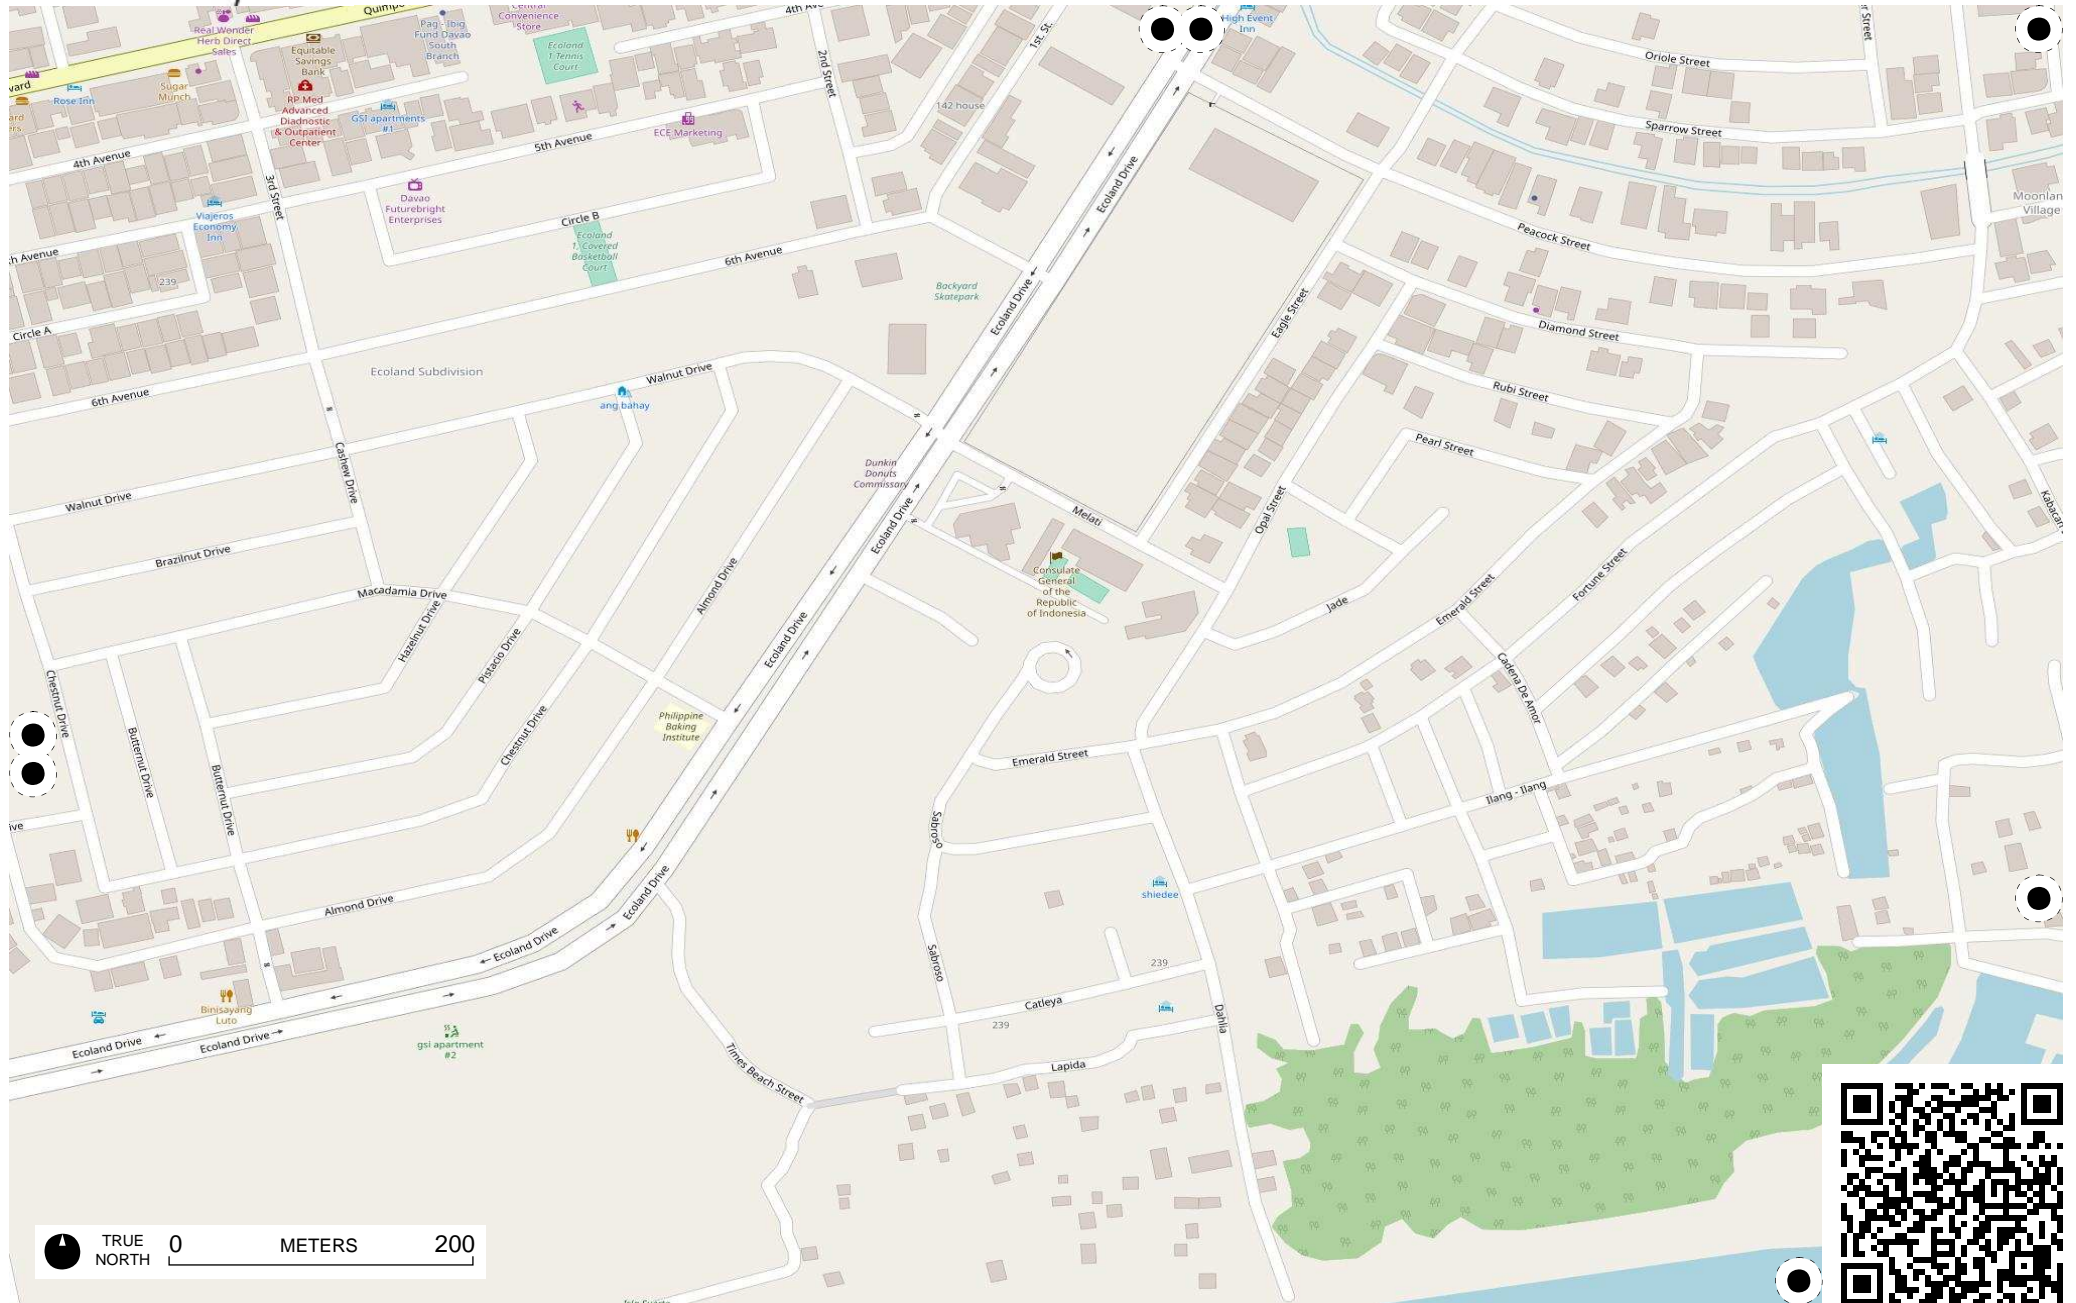 Real Wonder
Herb Direct
Sales
Equitable
Savings
Bank
Pag - Ibig
Fund Davao
South
Branch
Central
Convenience
Store
Ecoland
1 Tennis
Court
4th Ave
2nd Street
1st. St.
High Event
Inn
Oriole Street
Sparrow Street
Rose Inn
Sugar
Munch
RP Med
Advanced
Diadnostic
& Outpatient
Center
GSI apartments
#1
ECE Marketing
142 house
5th Avenue
4th Avenue
3rd Street
Davao
Futurebright
Enterprises
Viajeros
Economy
Inn
Circle B
Ecoland
1, Covered
Basketball
Court
6th Avenue
Backyard
Skatepark
Ecoland Drive
Ecoland Drive
Eagle Street
Peacock Street
Diamond Street
Rubi Street
Pearl Street
239
Circle A
Ecoland Subdivision
6th Avenue
Walnut Drive
ang bahay
Walnut Drive
Cashew Drive
Brazilnut Drive
Macadamia Drive
Hazelnut Drive
Pistacio Drive
Almond Drive
Chestnut Drive
Chestnut Drive
Butternut Drive
Butternut Drive
Dunkin
Donuts
Commissary
Ecoland Drive
Ecoland Drive
Melati
Consulate
General
of the
Republic
of Indonesia
Opal Street
Jade
Emerald Street
Fortune Street
Cadena De Amor
Philippine
Baking
Institute
Emerald Street
Ilang - Ilang
Sabroso
Sabroso
shiedee
239
Catleya
239
Dahlia
Lapida
Times Beach Street
Almond Drive
Ecoland Drive
Ecoland Drive
Binisayang
Luto
Ecoland Drive
Ecoland Drive
gsi apartment
#2
TRUE
NORTH
0 METERS 200